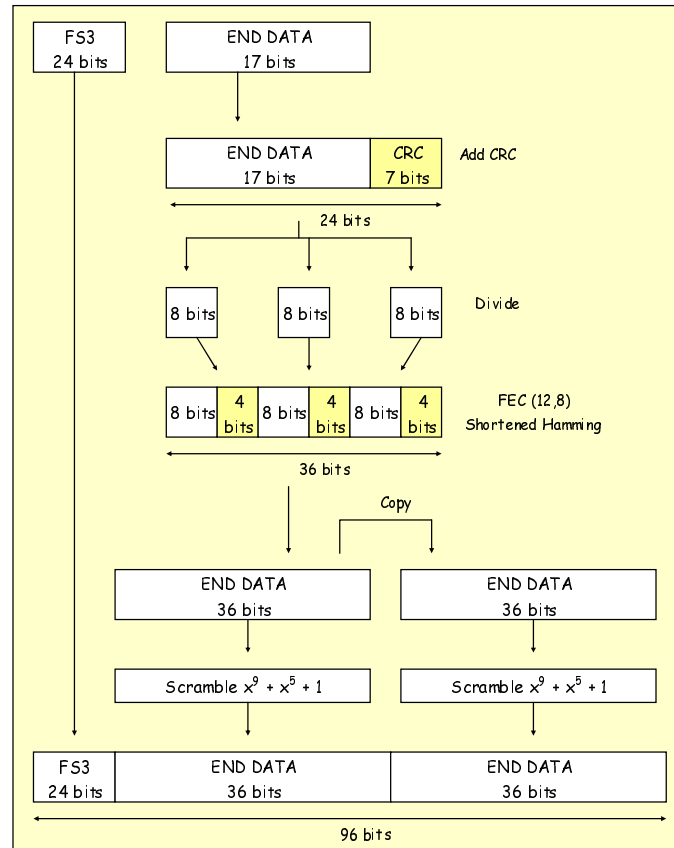 FS3
24 bits
END DATA
17 bits
END DATA
17 bits
CRC
7 bits
Add CRC
24 bits
8 bits
8 bits
8 bits
Divide
8 bits
4
bits
8 bits
4
bits
8 bits
4
bits
FEC (12,8)
Shortened Hamming
36 bits
Copy
END DATA
36 bits
END DATA
36 bits
Scramble x⁹ + x⁵ + 1
Scramble x⁹ + x⁵ + 1
FS3
24 bits
END DATA
36 bits
END DATA
36 bits
96 bits